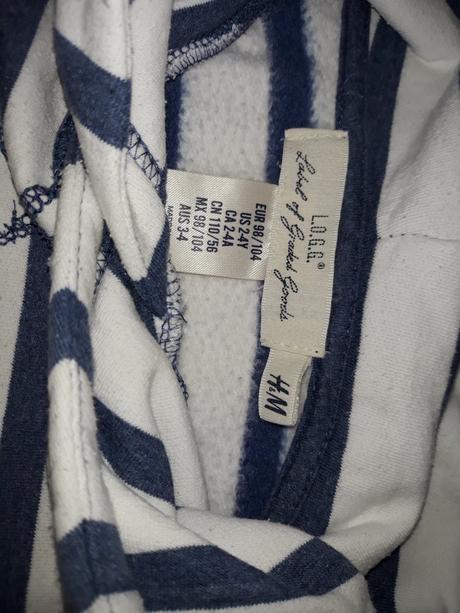 L.O.G.G.®
Label of Graded Goods
H&M
EUR 98/104
US 2-4Y
CA 2-4A
CN 110/56
MX 98/104
AUS 3-4